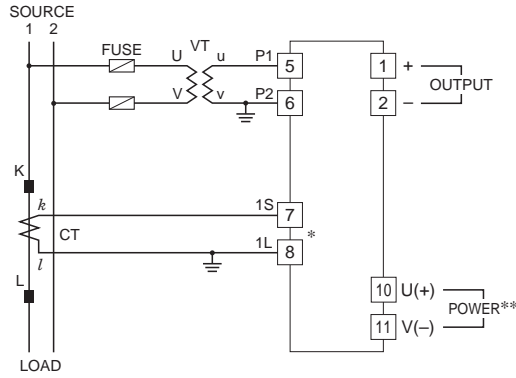 SOURCE
1 2
FUSE
U VT u P1 5 1 +
OUTPUT
V v P2 6 2 −
K
k 1S 7
CT *
l 1L 8
L
10 U(+)
POWER**
11 V(−)
LOAD